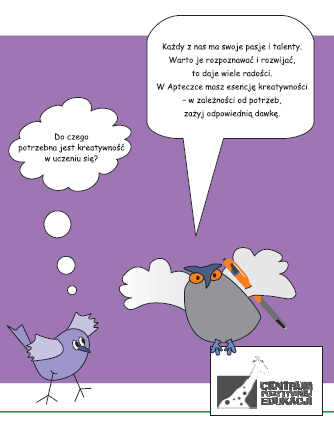 Każdy z nas ma swoje pasje i talenty.
Warto je rozpoznawać i rozwijać,
to daje wiele radości.
W Apteczce masz esencję kreatywności
– w zależności od potrzeb,
zażyj odpowiednią dawkę.
Do czego
potrzebna jest kreatywność
w uczeniu się?
CENTRUM
POZYTYWNEJ
EDUKACJI